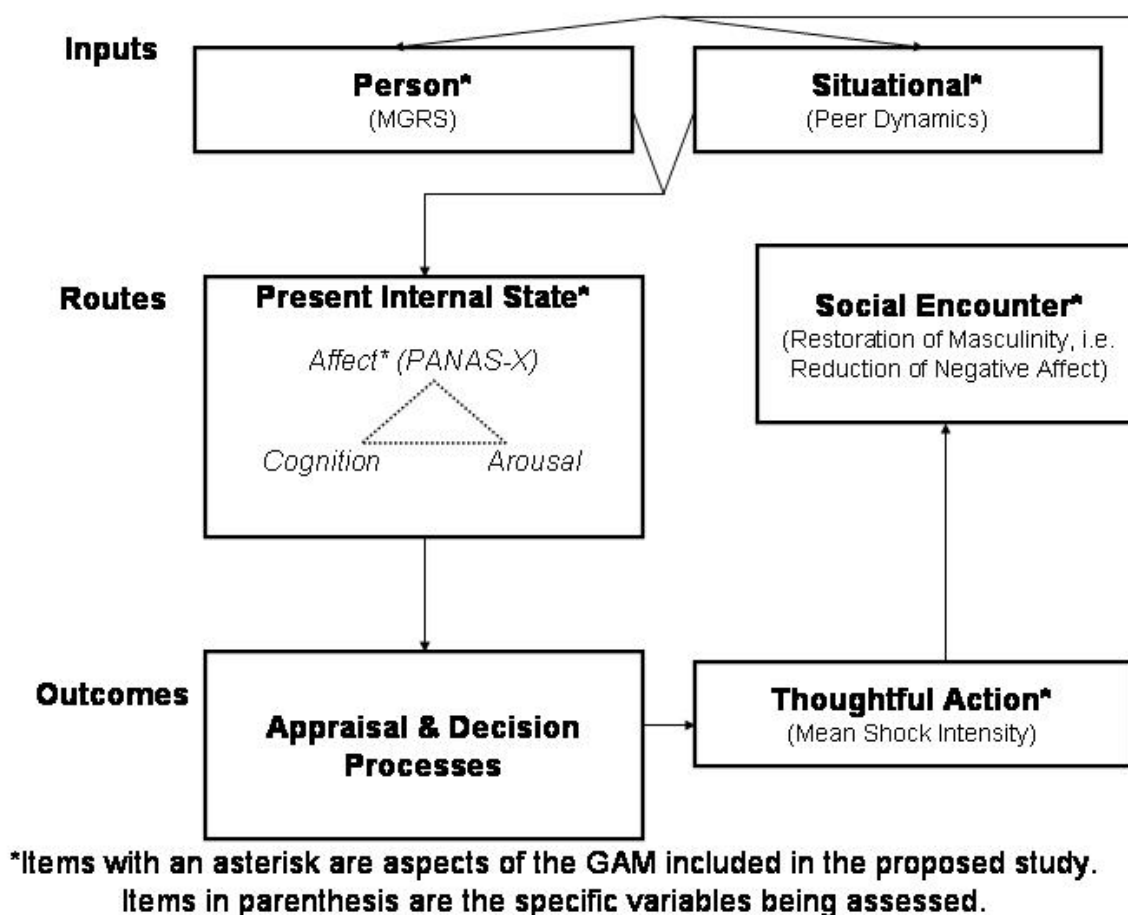 Inputs
Person*
(MGRS)
Situational*
(Peer Dynamics)
Routes
Present Internal State*
Affect* (PANAS-X)
Cognition
Arousal
Social Encounter*
(Restoration of Masculinity, i.e.
Reduction of Negative Affect)
Outcomes
Appraisal & Decision
Processes
Thoughtful Action*
(Mean Shock Intensity)
*Items with an asterisk are aspects of the GAM included in the proposed study.
Items in parenthesis are the specific variables being assessed.